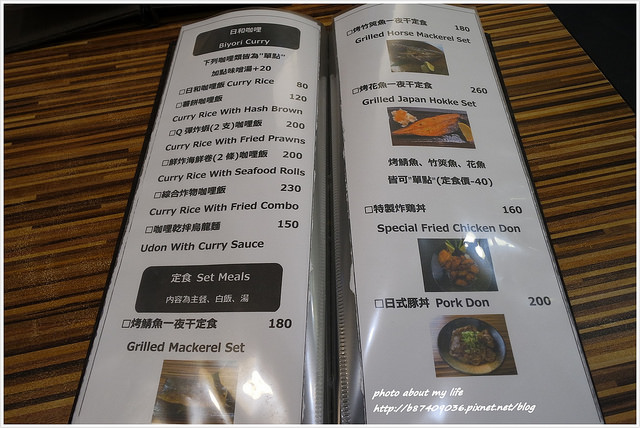 日和咖哩
Biyori Curry
下列咖哩類皆為"單點"
加點味噌湯+20
□日和咖哩飯 Curry Rice 80
□薯餅咖哩飯 120
Curry Rice With Hash Brown
□Q 彈炸蝦(2 支)咖哩飯 200
Curry Rice With Fried Prawns
□鮮炸海鮮卷(2 條)咖哩飯 200
Curry Rice With Seafood Rolls
□綜合炸物咖哩飯 230
Curry Rice With Fried Combo
□咖哩乾拌烏龍麵 150
Udon With Curry Sauce
定食 Set Meals
內容為主餐、白飯、湯
□烤鯖魚一夜干定食 180
Grilled Mackerel Set
□烤竹筴魚一夜干定食 180
Grilled Horse Mackerel Set
□烤花魚一夜干定食 260
Grilled Japan Hokke Set
烤鯖魚、竹筴魚、花魚
皆可"單點"(定食價-40)
□特製炸鶏丼 160
Special Fried Chicken Don
□日式豚丼 Pork Don 200
photo about my life
http://b87409036.pixnet.net/blog